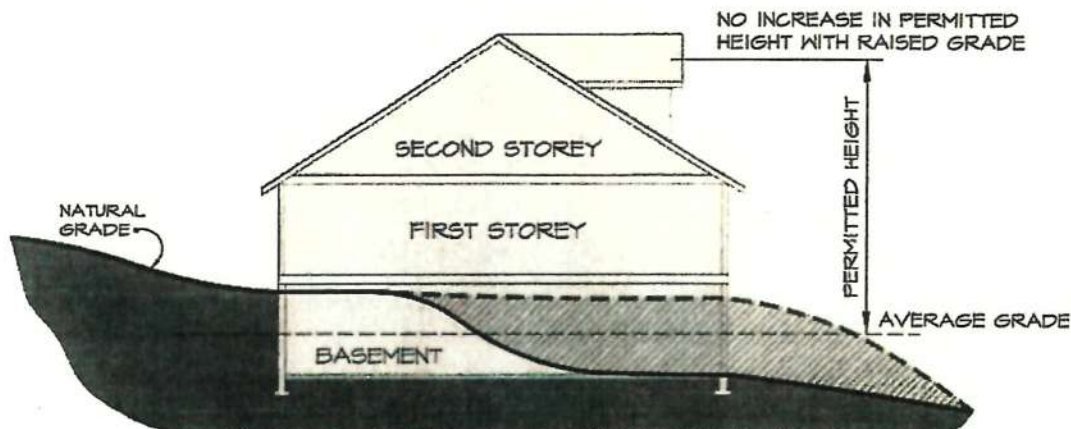 NO INCREASE IN PERMITTED
HEIGHT WITH RAISED GRADE
PERMITTED HEIGHT
SECOND STOREY
NATURAL
GRADE
FIRST STOREY
AVERAGE GRADE
BASEMENT